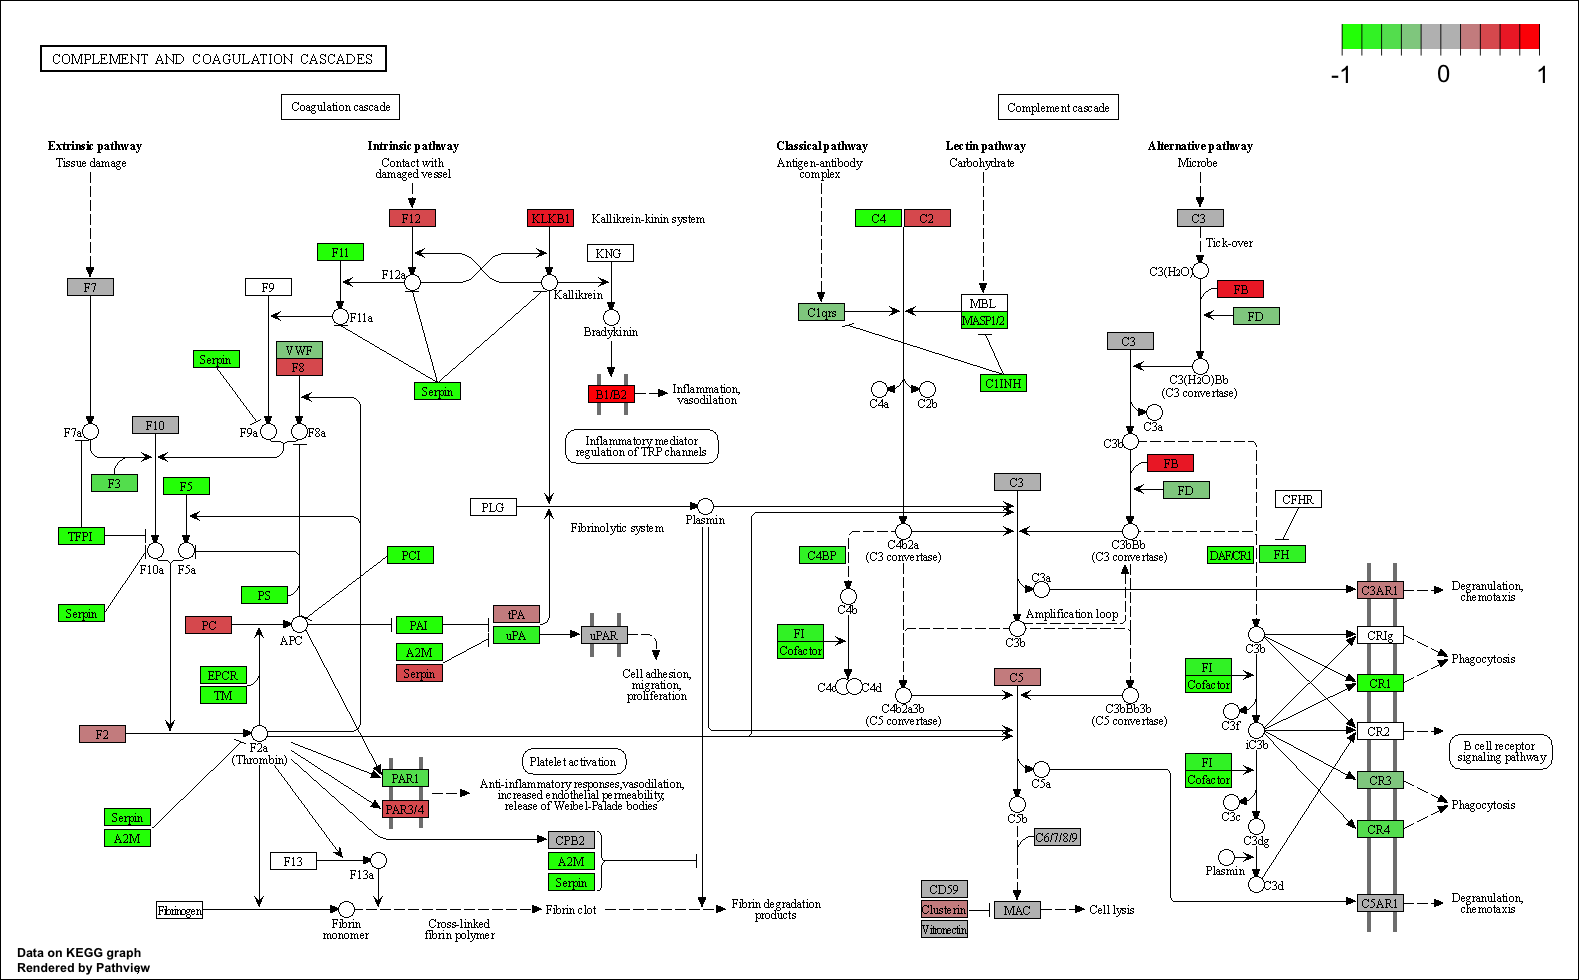 COMPLEMENT AND COAGULATION CASCADES
-1 0 1
Coagulation cascade
Complement cascade
Extrinsic pathway
Tissue damage
Intrinsic pathway
Contact with
damaged vessel
Classical pathway
Antigen-antibody
complex
Lectin pathway
Carbohydrate
Alternative pathway
Microbe
F12
KLKB1
Kallikrein-kinin system
C4
C2
C3
Tick-over
F11
KNG
F12a
Kallikrein
C3(H2O)
F7
F9
F11a
Bradykinin
MBL
MASP1/2
C1qrs
FB
FD
Serpin
VWF
F8
Serpin
B1/B2
Inflammation,
vasodilation
C1INH
C3
C3(H2O)Bb
(C3 convertase)
C4a
C2b
C3a
F7a
F10
F9a
F8a
Inflammatory mediator
regulation of TRP channels
C3b
FB
FD
F3
F5
PLG
Plasmin
Fibrinolytic system
C3
CFHR
TFPI
F10a
F5a
PCI
C4BP
C4b2a
(C3 convertase)
C3bBb
(C3 convertase)
DAF/CR1
FH
PS
Serpin
C4b
C3a
Amplification loop
C3b
C3AR1
Degranulation,
chemotaxis
PC
APC
PAI
tPA
uPA
uPAR
A2M
Serpin
Cell adhesion,
migration,
proliferation
FI
Cofactor
C4c
C4d
C3b
CRIg
Phagocytosis
EPCR
TM
C5
C4b2a3b
(C5 convertase)
C3bBb3b
(C5 convertase)
FI
Cofactor
CR1
C3f
F2
F2a
(Thrombin)
iC3b
CR2
B cell receptor
signaling pathway
Platelet activation
PAR1
PAR3/4
Anti-inflammatory responses,vasodilation,
increased endothelial permeability,
release of Weibel-Palade bodies
C5a
C5b
FI
Cofactor
CR3
Phagocytosis
C3c
Serpin
A2M
CPB2
A2M
Serpin
C6/7/8/9
C3dg
CR4
F13
F13a
Plasmin
C3d
Fibrinogen
Fibrin
monomer
Cross-linked
fibrin polymer
Fibrin clot
Fibrin degradation
products
CD59
Clusterin
Vitronectin
MAC
Cell lysis
C5AR1
Degranulation,
chemotaxis
Data on KEGG graph
Rendered by Pathview